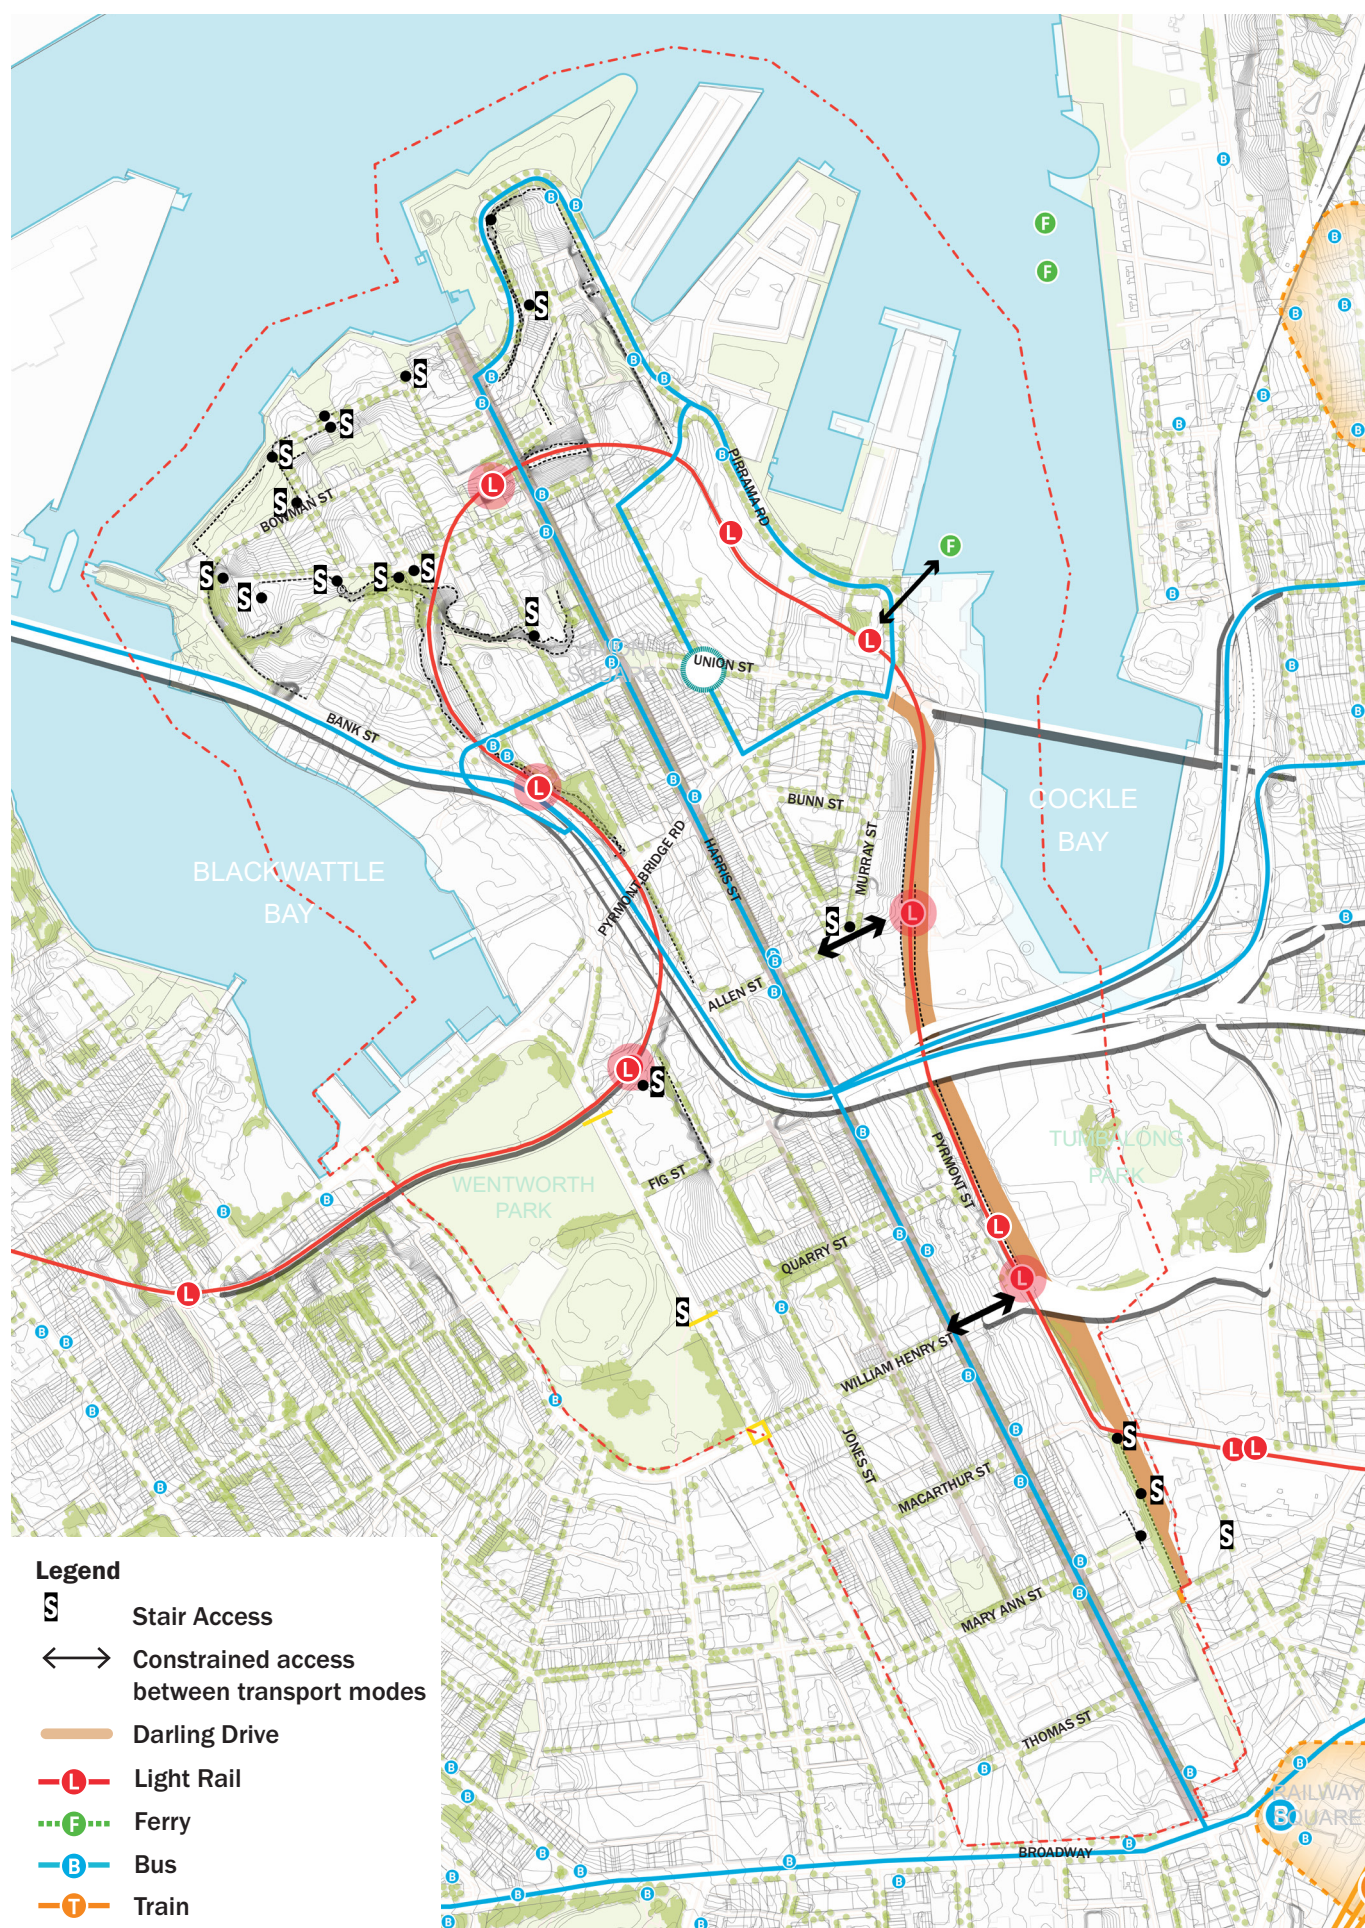 PIRRAMA RD
BOWMAN ST
UNION ST
BANK ST
BUNN ST
COCKLE
BAY
MURRAY ST
HARRIS ST
PYRMONT BRIDGE RD
BLACKWATTLE
BAY
ALLEN ST
TUMBALONG
PARK
PYRMONT ST
FIG ST
WENTWORTH
PARK
QUARRY ST
WILLIAM HENRY ST
JONES ST
MACARTHUR ST
MARY ANN ST
THOMAS ST
RAILWAY
SQUARE
BROADWAY
Legend
S Stair Access
Constrained access
between transport modes
Darling Drive
L Light Rail
F Ferry
B Bus
T Train